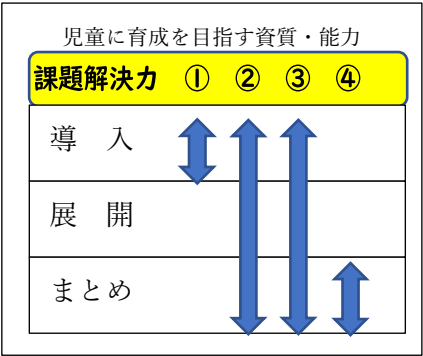 児童に育成を目指す資質・能力
課題解決力 ① ② ③ ④
導 入
展 開
まとめ